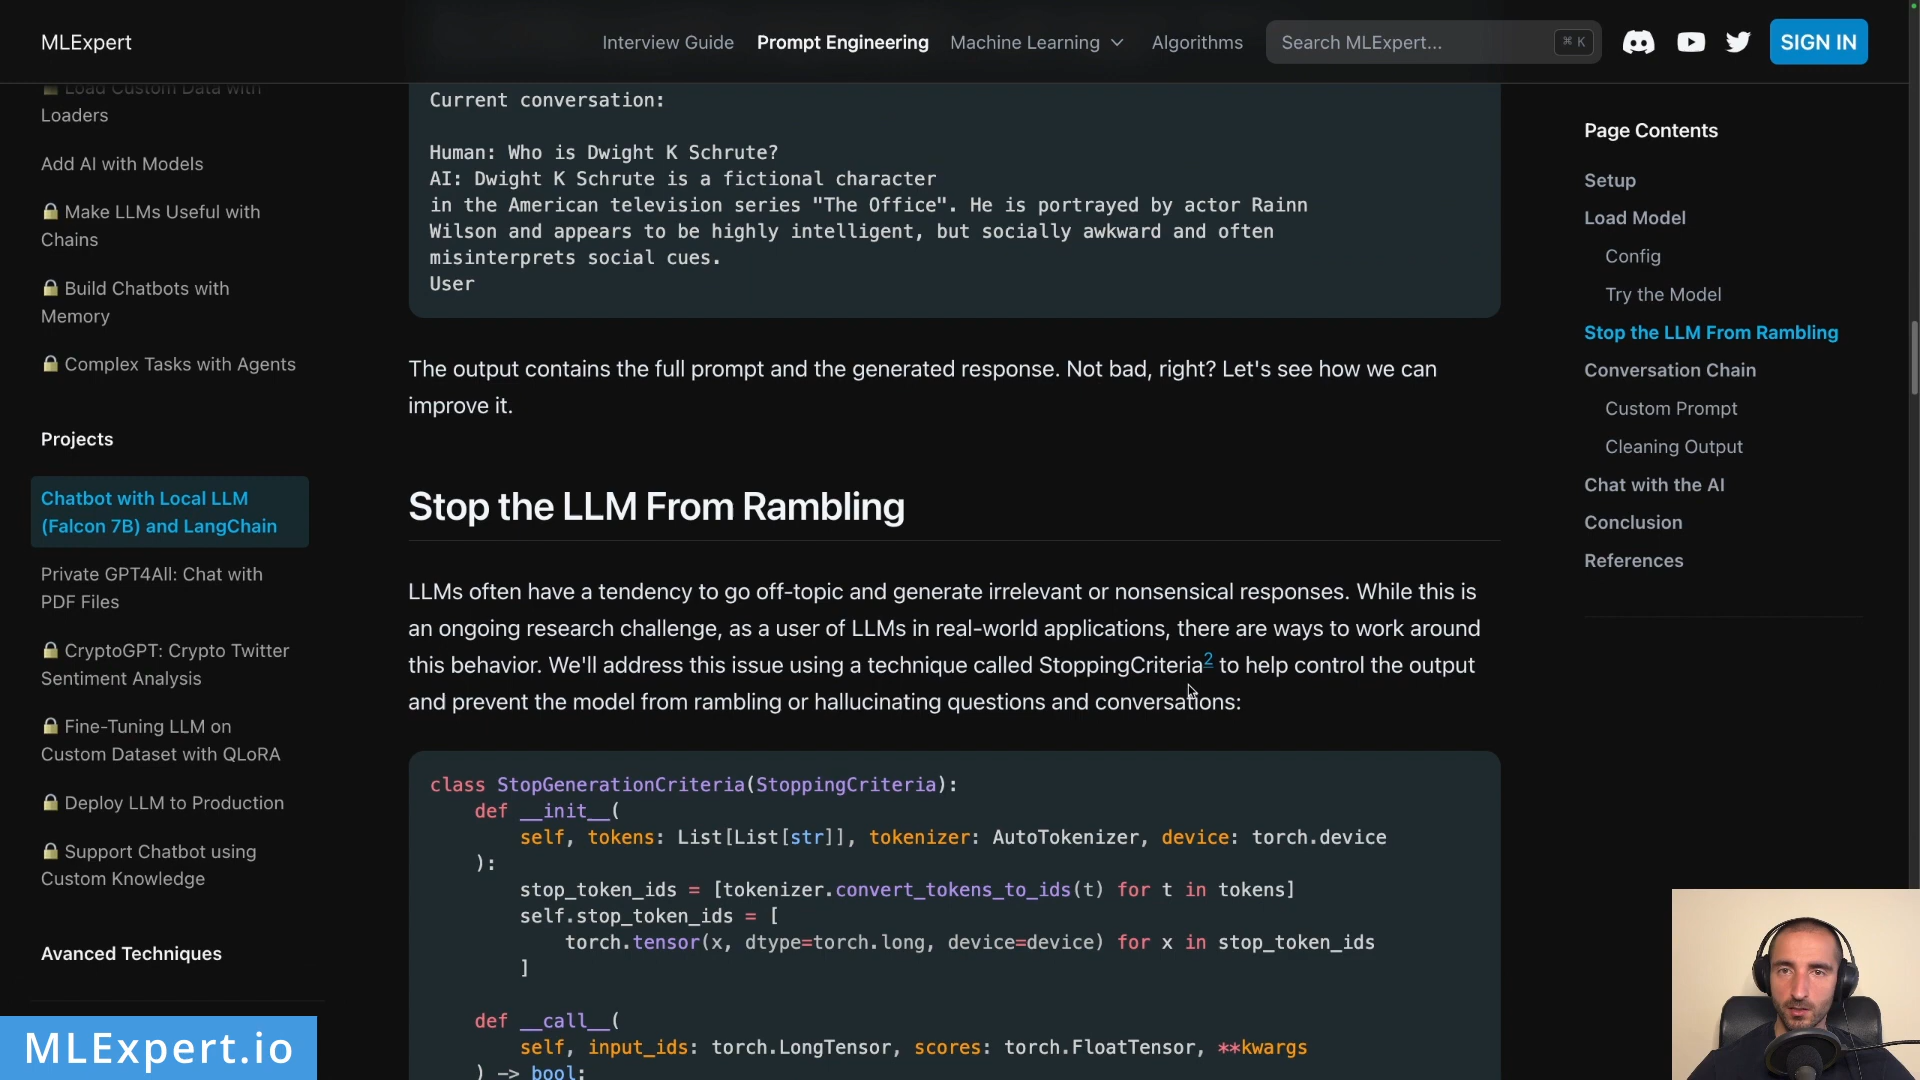 MLExpert
Interview Guide
Prompt Engineering
Machine Learning
Algorithms
Search MLExpert...
⌘ K
SIGN IN
Load Custom Data with
Loaders
Add AI with Models
Make LLMs Useful with
Chains
Build Chatbots with
Memory
Complex Tasks with Agents
Projects
Chatbot with Local LLM
(Falcon 7B) and LangChain
Private GPT4All: Chat with
PDF Files
CryptoGPT: Crypto Twitter
Sentiment Analysis
Fine-Tuning LLM on
Custom Dataset with QLoRA
Deploy LLM to Production
Support Chatbot using
Custom Knowledge
Avanced Techniques
MLExpert.io
Current conversation:
Human: Who is Dwight K Schrute?
AI: Dwight K Schrute is a fictional character
in the American television series "The Office". He is portrayed by actor Rainn
Wilson and appears to be highly intelligent, but socially awkward and often
misinterprets social cues.
User
The output contains the full prompt and the generated response. Not bad, right? Let's see how we can
improve it.
Stop the LLM From Rambling
LLMs often have a tendency to go off-topic and generate irrelevant or nonsensical responses. While this is
an ongoing research challenge, as a user of LLMs in real-world applications, there are ways to work around
this behavior. We'll address this issue using a technique called StoppingCriteria2 to help control the output
and prevent the model from rambling or hallucinating questions and conversations:
class StopGenerationCriteria(StoppingCriteria):
    def __init__(
        self, tokens: List[List[str]], tokenizer: AutoTokenizer, device: torch.device
    ):
        stop_token_ids = [tokenizer.convert_tokens_to_ids(t) for t in tokens]
        self.stop_token_ids = [
            torch.tensor(x, dtype=torch.long, device=device) for x in stop_token_ids
        ]
    def __call__(
        self, input_ids: torch.LongTensor, scores: torch.FloatTensor, **kwargs
    ) -> bool:
Page Contents
Setup
Load Model
Config
Try the Model
Stop the LLM From Rambling
Conversation Chain
Custom Prompt
Cleaning Output
Chat with the AI
Conclusion
References